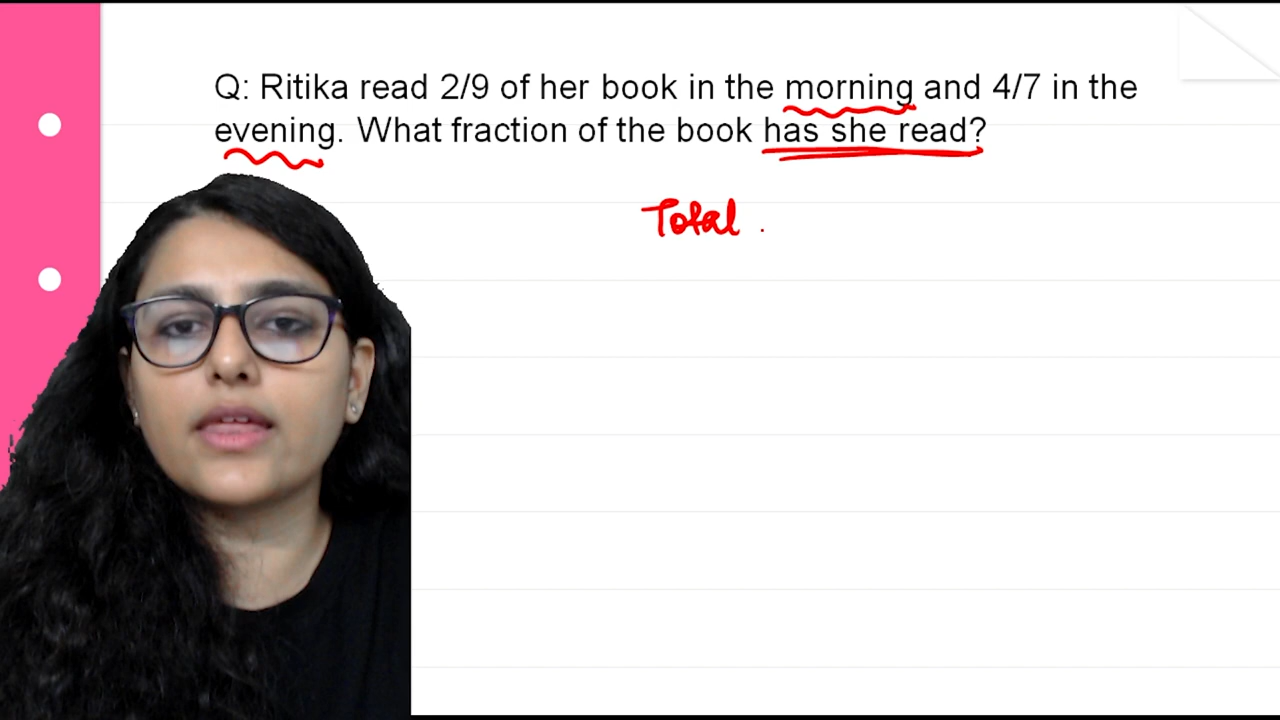 Q: Ritika read 2/9 of her book in the morning and 4/7 in the
evening. What fraction of the book has she read?
Total